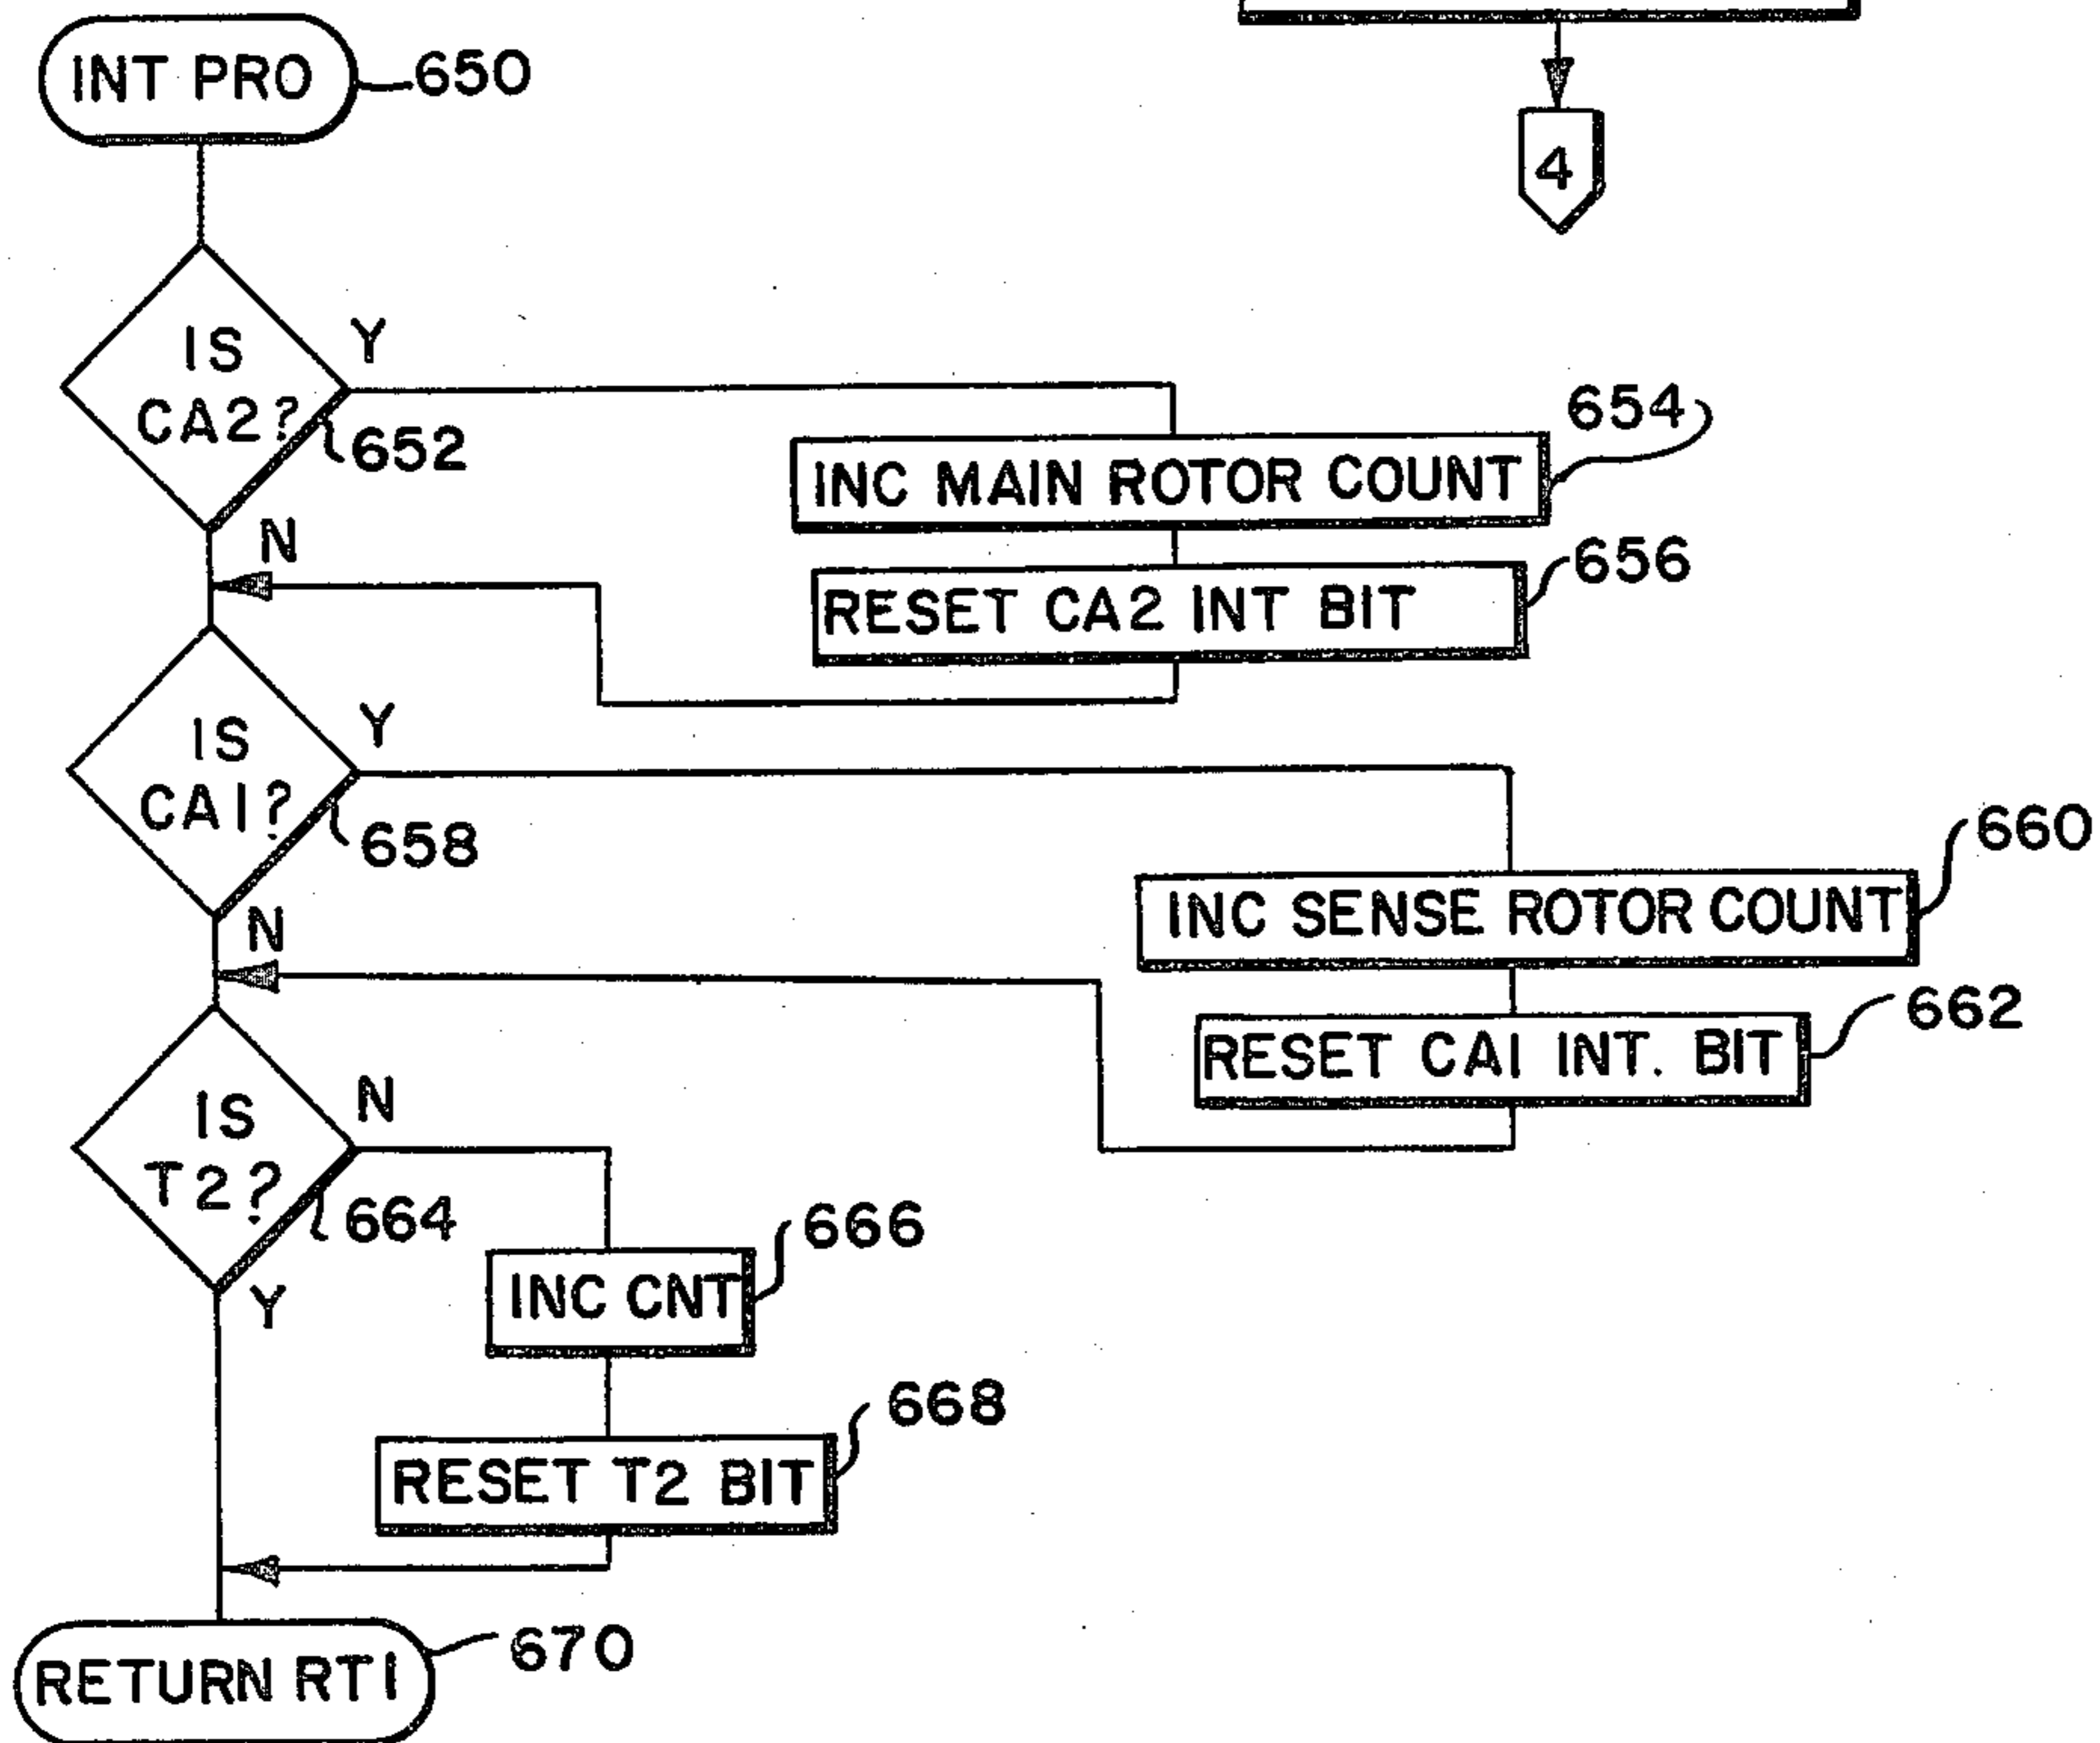 INT PRO
650
4
IS
CA2?
Y
652
N
INC MAIN ROTOR COUNT
654
RESET CA2 INT BIT
656
IS
CA1?
Y
658
N
INC SENSE ROTOR COUNT
660
RESET CA1 INT. BIT
662
IS
T2?
N
664
Y
INC CNT
666
RESET T2 BIT
668
RETURN RTI
670